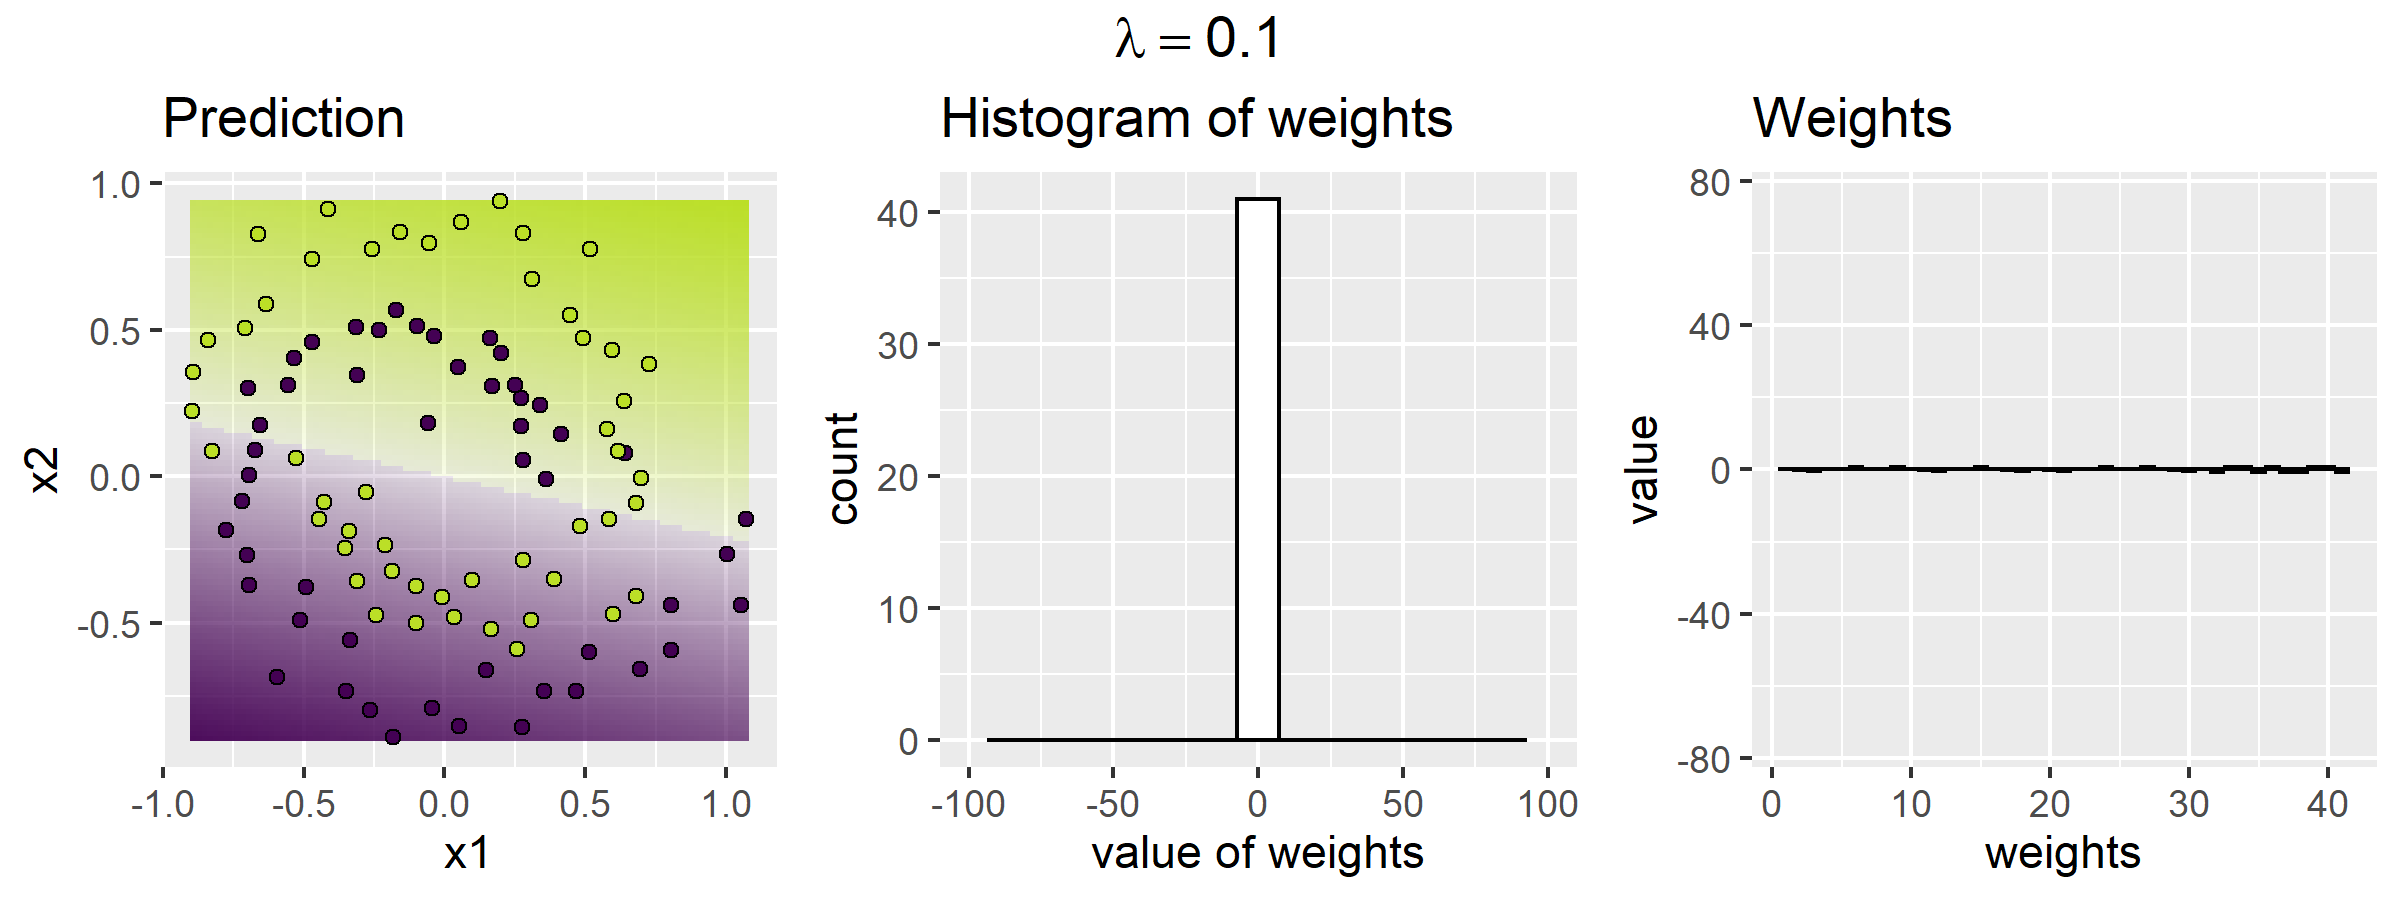 λ = 0.1
Prediction
1.0
0.5
0.0
-0.5
x2
-1.0 -0.5 0.0 0.5 1.0
x1
Histogram of weights
40
30
20
10
0
count
-100 -50 0 50 100
value of weights
Weights
80
40
0
-40
-80
value
0 10 20 30 40
weights